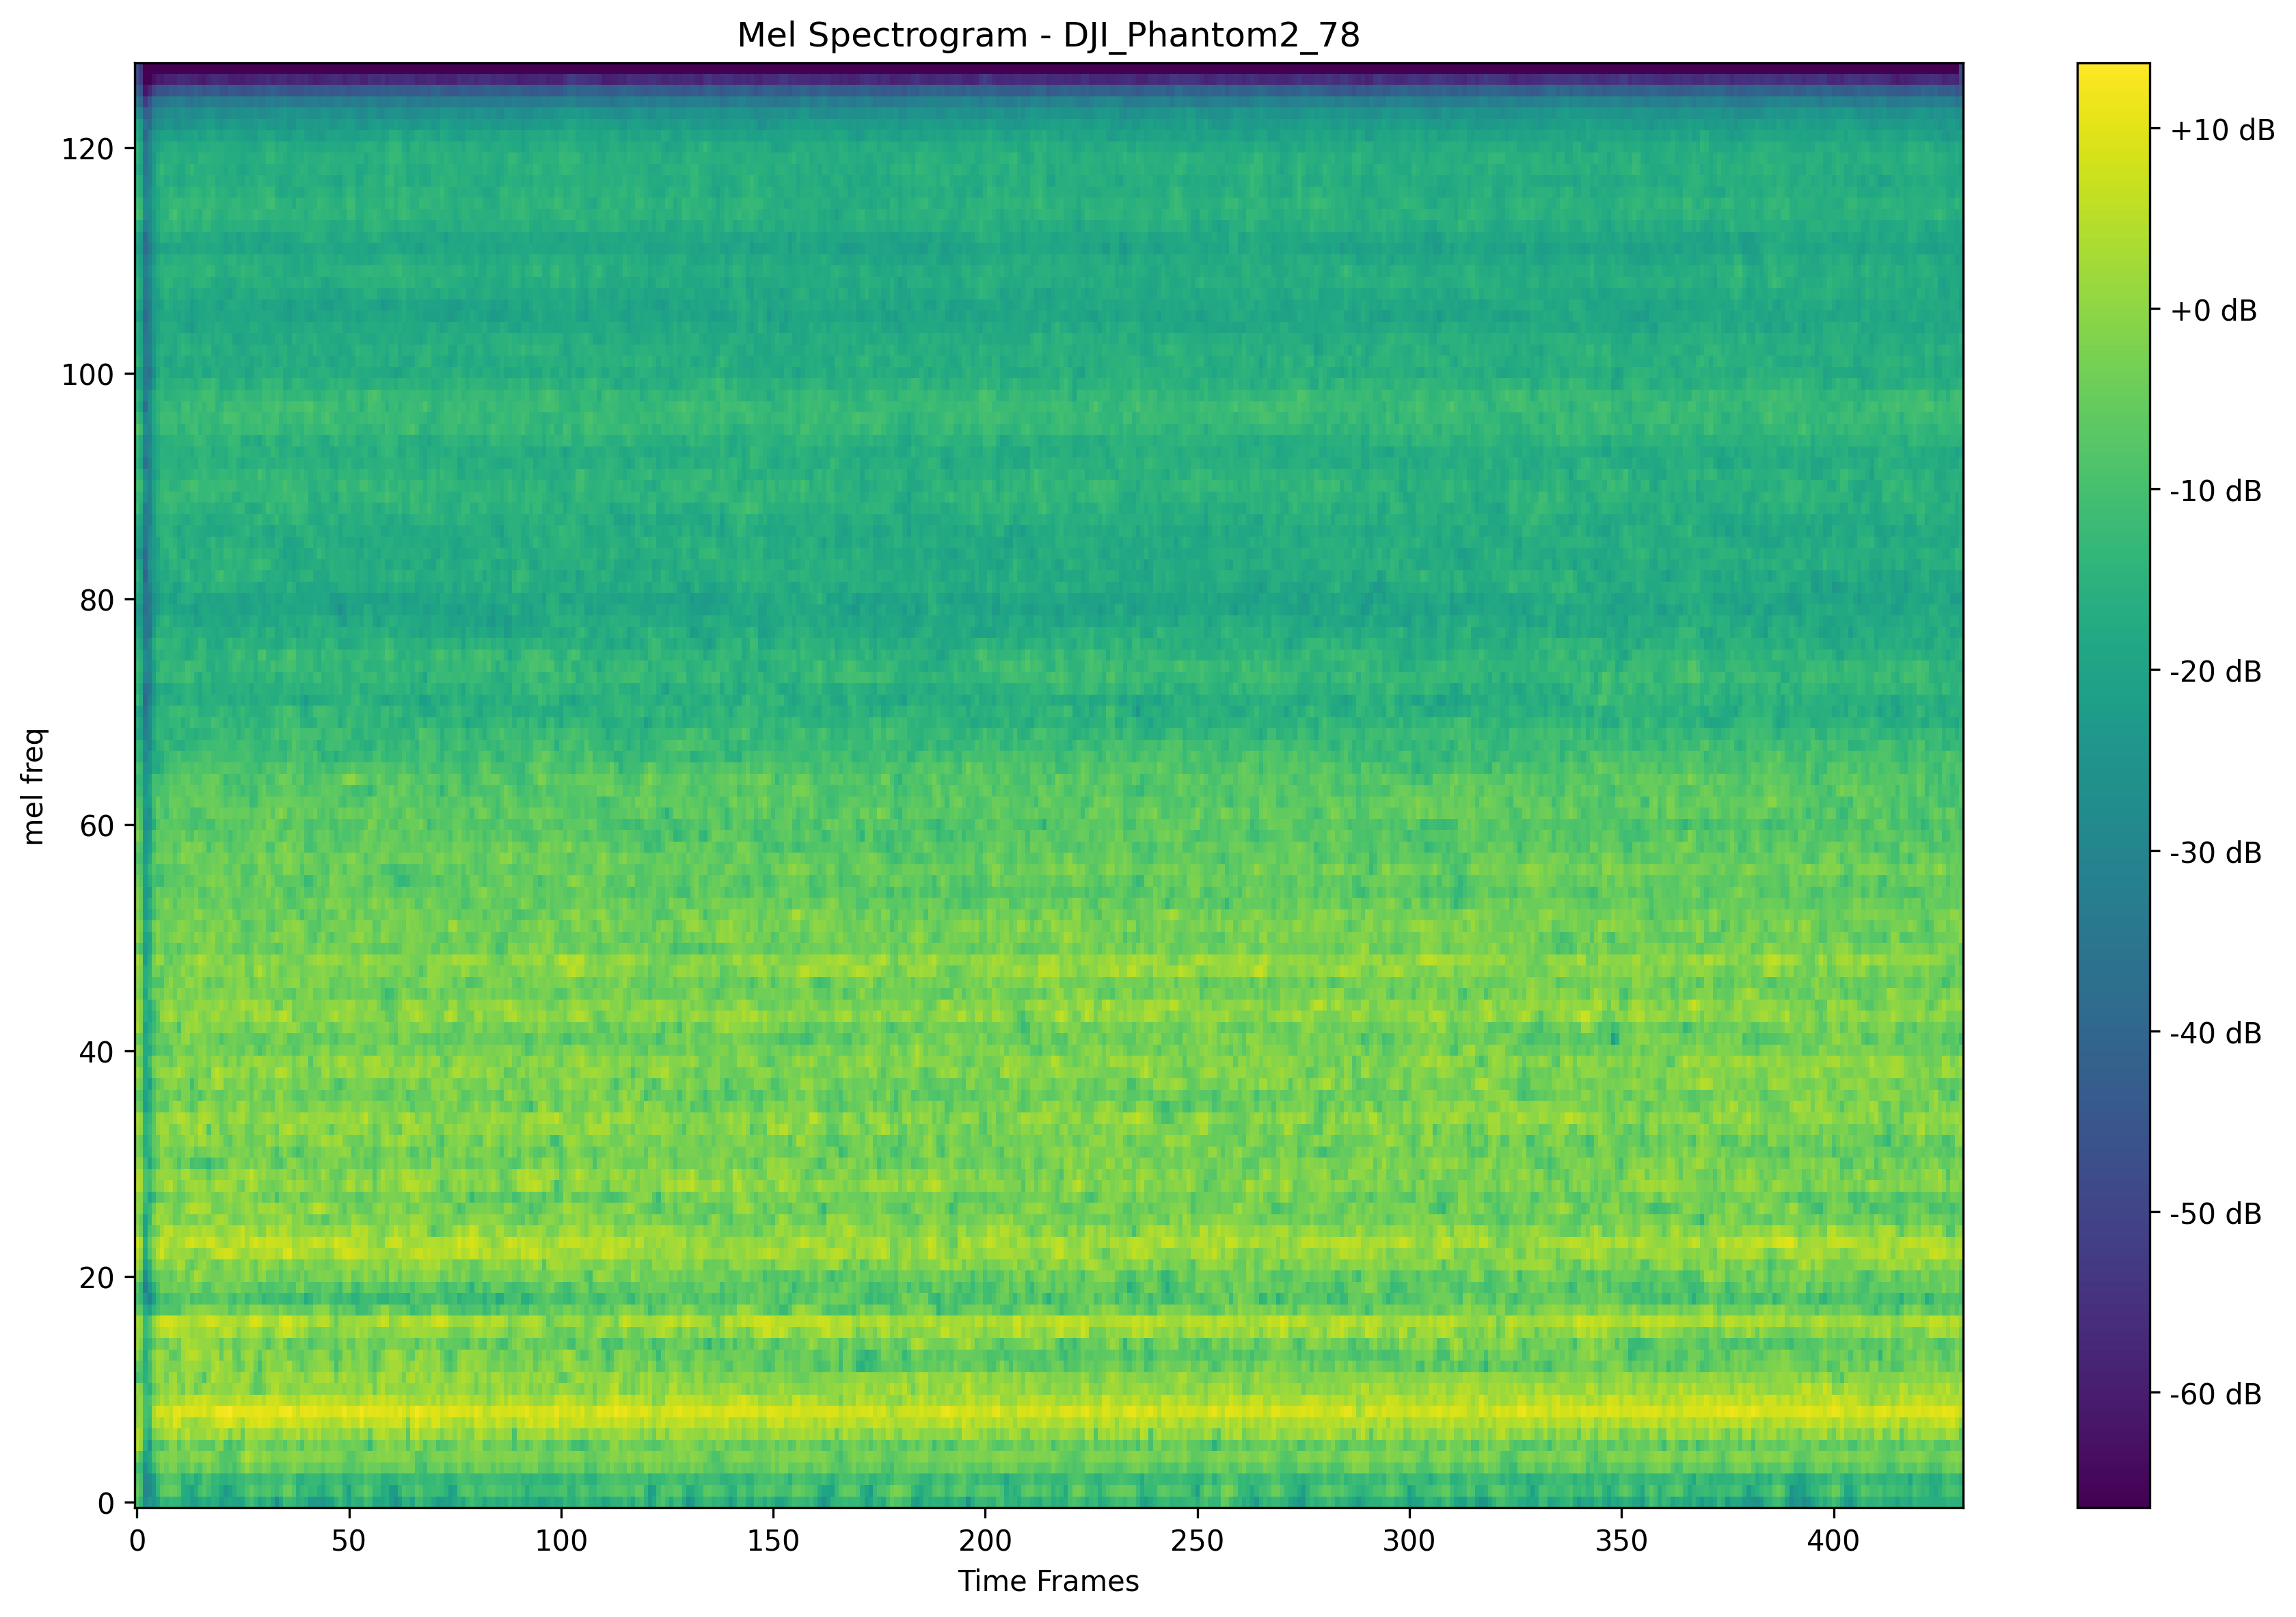 Mel Spectrogram - DJI_Phantom2_78
mel freq
120
100
80
60
40
20
0
0 50 100 150 200 250 300 350 400
Time Frames
+10 dB
+0 dB
-10 dB
-20 dB
-30 dB
-40 dB
-50 dB
-60 dB